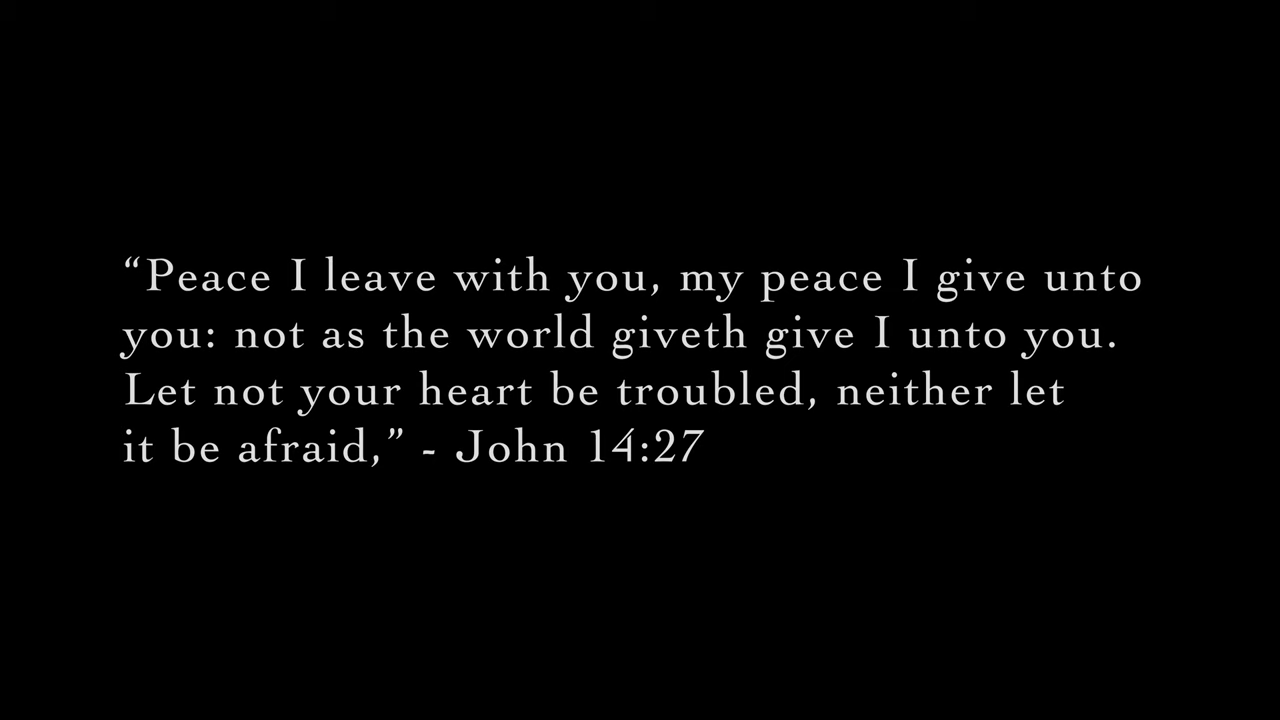 “Peace I leave with you, my peace I give unto
you: not as the world giveth give I unto you.
Let not your heart be troubled, neither let
it be afraid,” - John 14:27